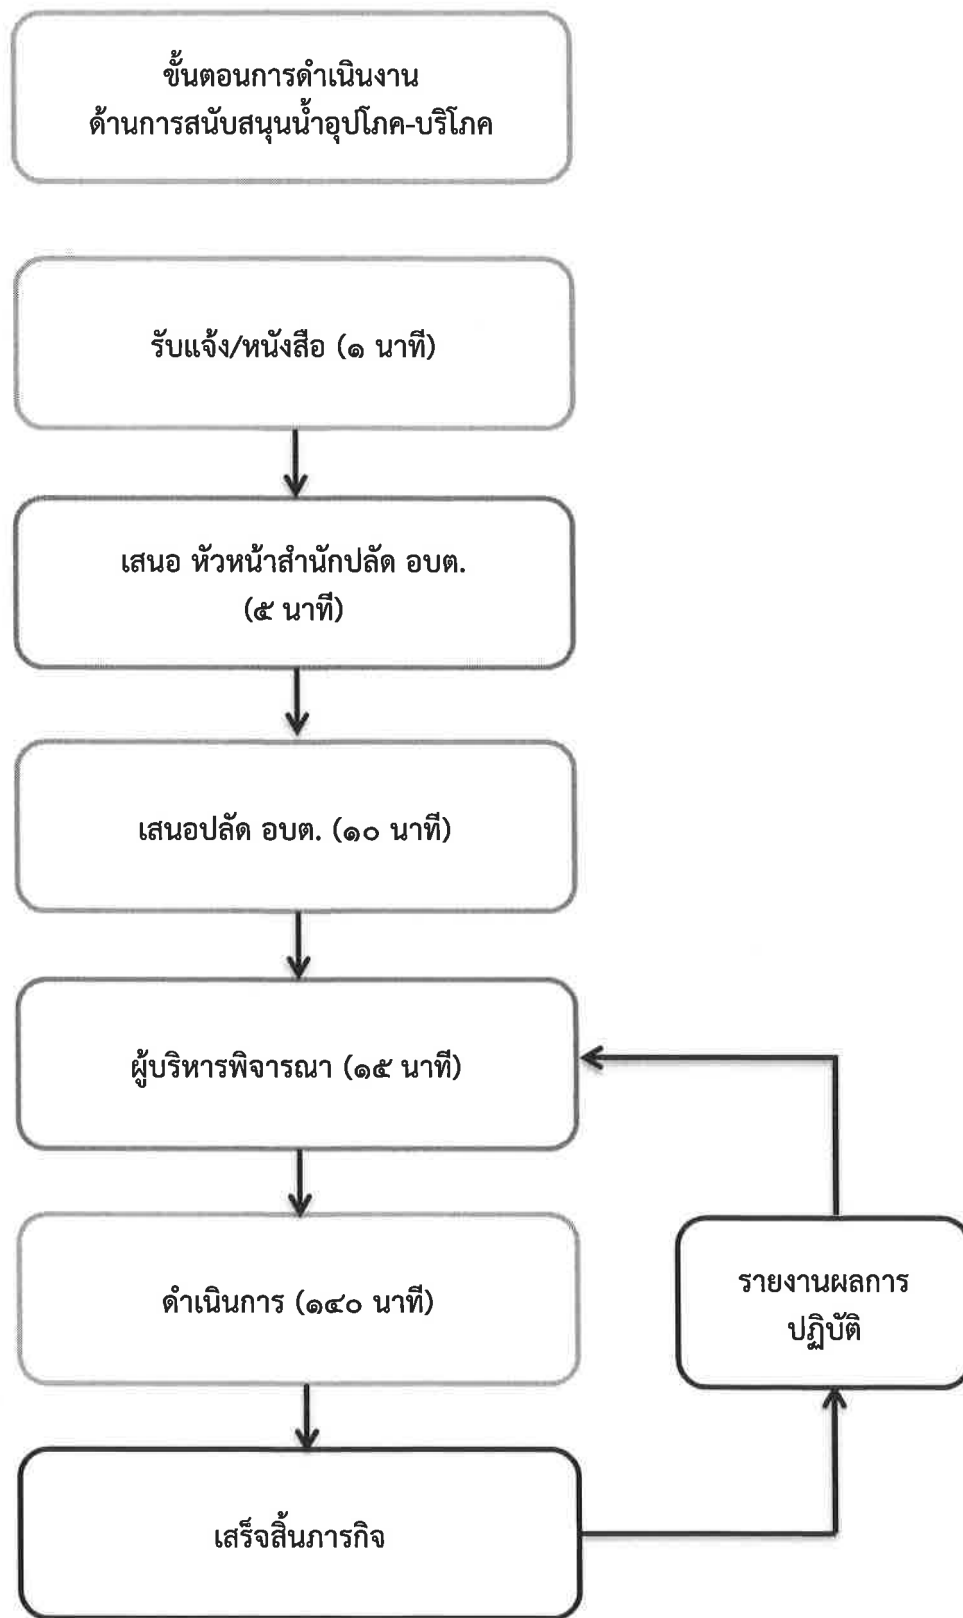 ขั้นตอนการดำเนินงาน
ด้านการสนับสนุนน้ำอุปโภค-บริโภค
รับแจ้ง/หนังสือ (๑ นาที)
เสนอ หัวหน้าสำนักปลัด อบต.
(๕ นาที)
เสนอปลัด อบต. (๑๐ นาที)
ผู้บริหารพิจารณา (๑๕ นาที)
ดำเนินการ (๑๔๐ นาที)
รายงานผลการ
ปฏิบัติ
เสร็จสิ้นภารกิจ